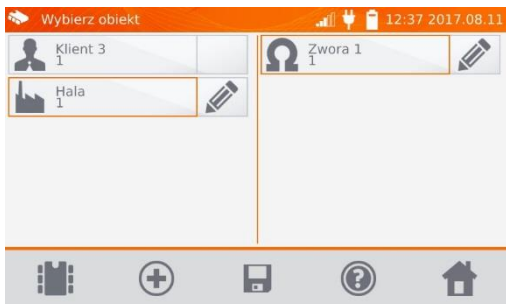 Wybierz obiekt
12:37 2017.08.11
Klient 3
1
Hala
1
Zwora 1
1